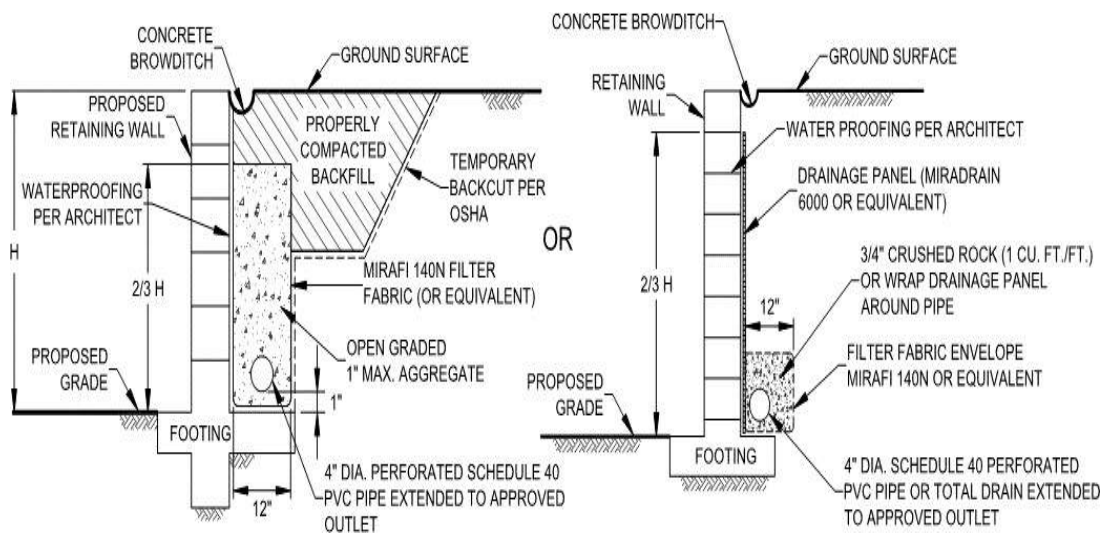 CONCRETE
BROWDITCH
GROUND SURFACE
PROPOSED
RETAINING WALL
PROPERLY
COMPACTED
BACKFILL
TEMPORARY
BACKCUT PER
OSHA
WATERPROOFING
PER ARCHITECT
H
2/3 H
MIRAFI 140N FILTER
FABRIC (OR EQUIVALENT)
OPEN GRADED
1" MAX. AGGREGATE
PROPOSED
GRADE
1"
FOOTING
4" DIA. PERFORATED SCHEDULE 40
PVC PIPE EXTENDED TO APPROVED
OUTLET
12"
OR
CONCRETE BROWDITCH
GROUND SURFACE
RETAINING
WALL
WATER PROOFING PER ARCHITECT
DRAINAGE PANEL (MIRADRAIN
6000 OR EQUIVALENT)
2/3 H
3/4" CRUSHED ROCK (1 CU. FT./FT.)
OR WRAP DRAINAGE PANEL
AROUND PIPE
12"
FILTER FABRIC ENVELOPE
MIRAFI 140N OR EQUIVALENT
PROPOSED
GRADE
FOOTING
4" DIA. SCHEDULE 40 PERFORATED
PVC PIPE OR TOTAL DRAIN EXTENDED
TO APPROVED OUTLET